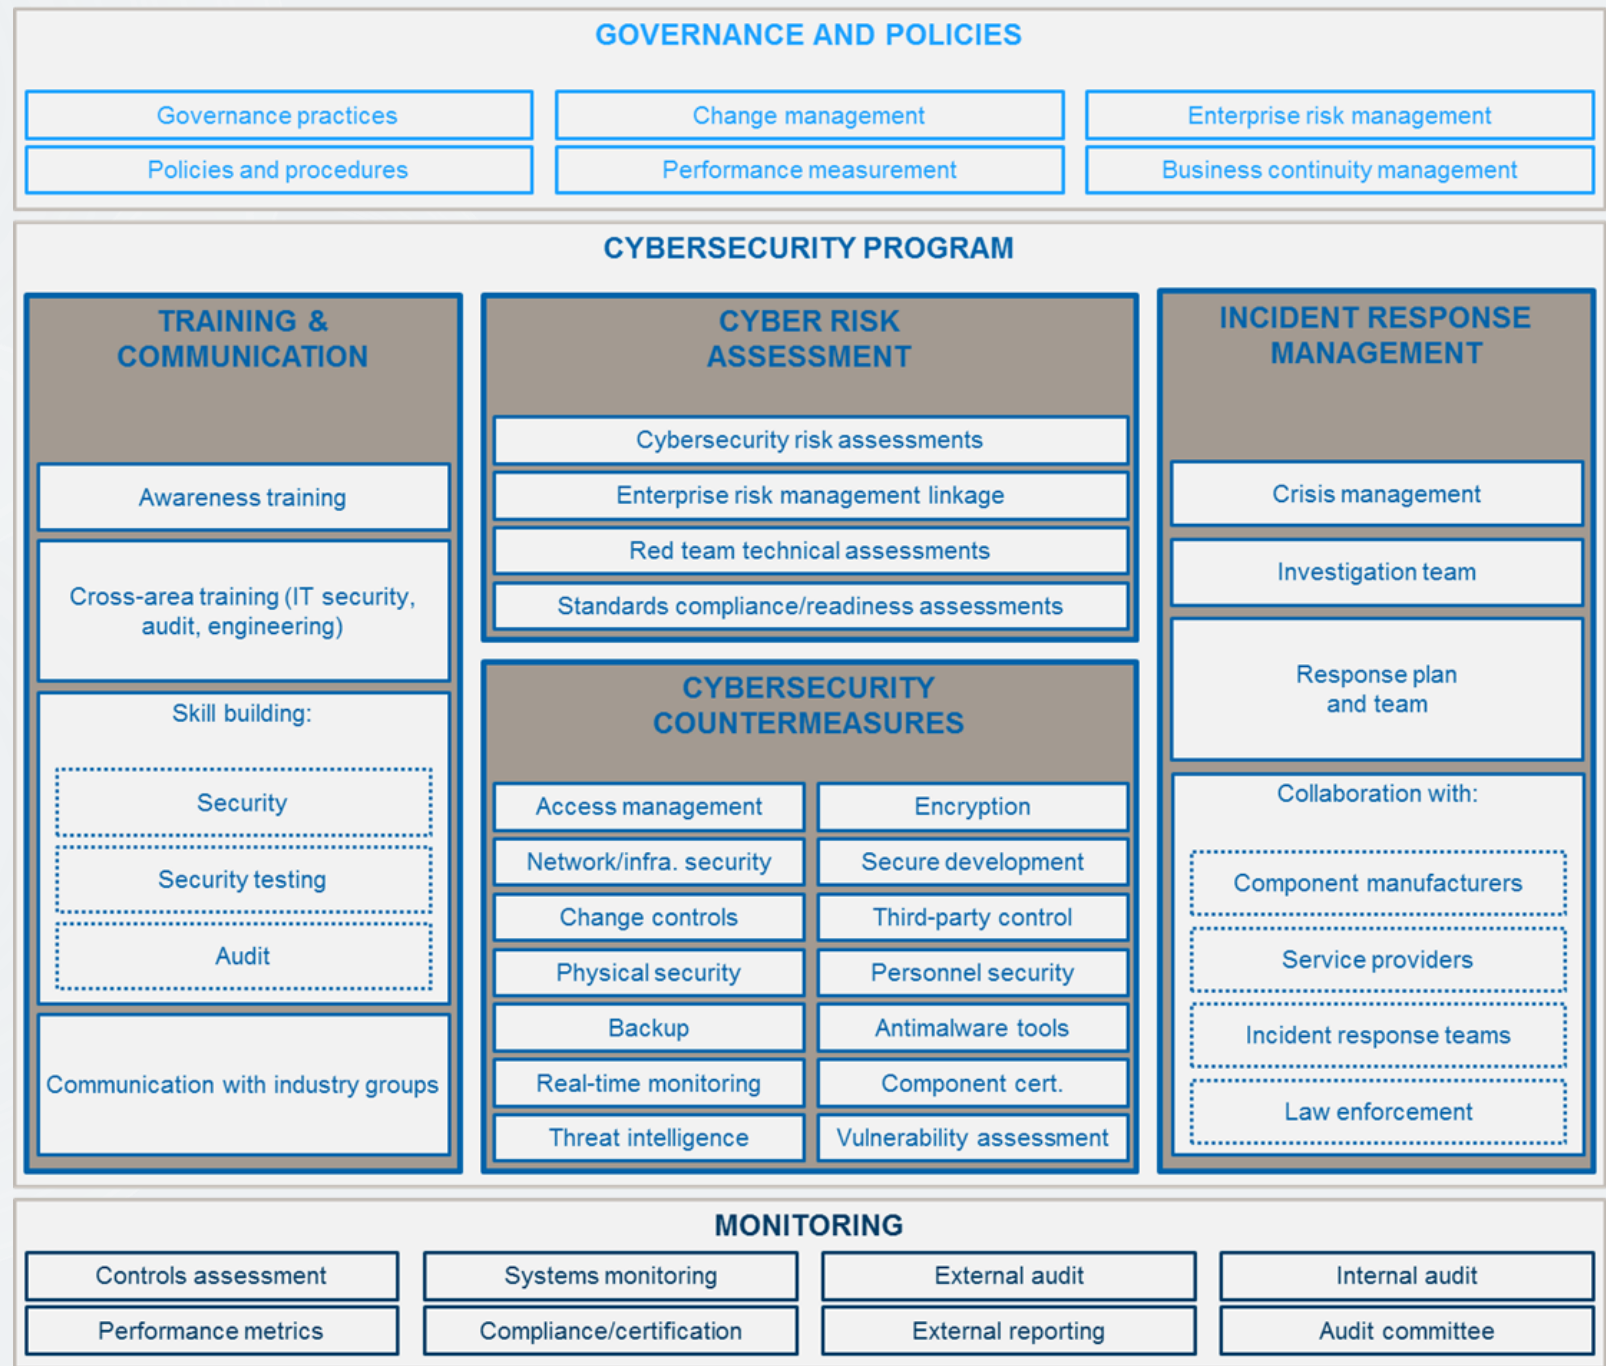 GOVERNANCE AND POLICIES
Governance practices
Change management
Enterprise risk management
Policies and procedures
Performance measurement
Business continuity management
CYBERSECURITY PROGRAM
TRAINING &
COMMUNICATION
Awareness training
Cross-area training (IT security,
audit, engineering)
Skill building:
Security
Security testing
Audit
Communication with industry groups
CYBER RISK
ASSESSMENT
Cybersecurity risk assessments
Enterprise risk management linkage
Red team technical assessments
Standards compliance/readiness assessments
CYBERSECURITY
COUNTERMEASURES
Access management
Encryption
Network/infra. security
Secure development
Change controls
Third-party control
Physical security
Personnel security
Backup
Antimalware tools
Real-time monitoring
Component cert.
Threat intelligence
Vulnerability assessment
INCIDENT RESPONSE
MANAGEMENT
Crisis management
Investigation team
Response plan
and team
Collaboration with:
Component manufacturers
Service providers
Incident response teams
Law enforcement
MONITORING
Controls assessment
Systems monitoring
External audit
Internal audit
Performance metrics
Compliance/certification
External reporting
Audit committee